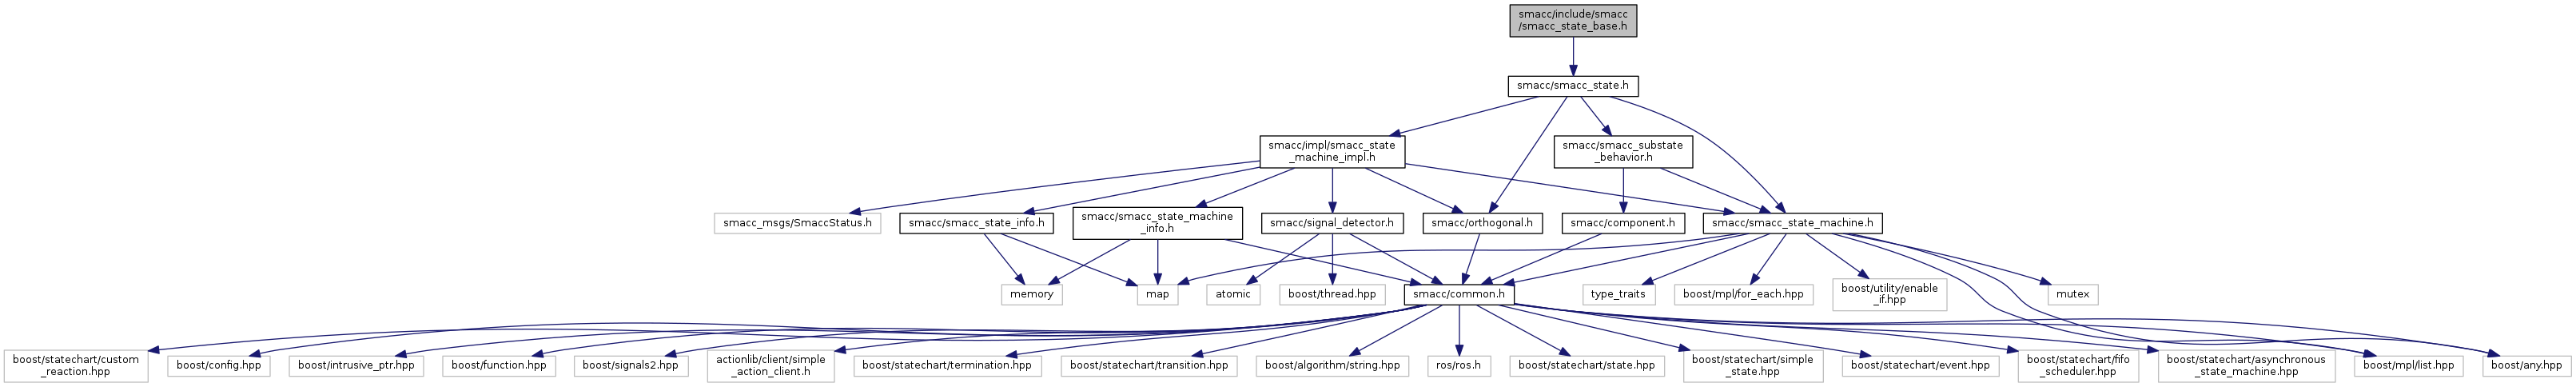 smacc/include/smacc
/smacc_state_base.h
smacc/smacc_state.h
smacc/impl/smacc_state
_machine_impl.h
smacc/smacc_substate
_behavior.h
smacc_msgs/SmaccStatus.h
smacc/smacc_state_info.h
smacc/smacc_state_machine
_info.h
smacc/signal_detector.h
smacc/orthogonal.h
smacc/component.h
smacc/smacc_state_machine.h
memory
map
atomic
boost/thread.hpp
smacc/common.h
type_traits
boost/mpl/for_each.hpp
boost/utility/enable
_if.hpp
mutex
boost/statechart/custom
_reaction.hpp
boost/config.hpp
boost/intrusive_ptr.hpp
boost/function.hpp
boost/signals2.hpp
actionlib/client/simple
_action_client.h
boost/statechart/termination.hpp
boost/statechart/transition.hpp
boost/algorithm/string.hpp
ros/ros.h
boost/statechart/state.hpp
boost/statechart/simple
_state.hpp
boost/statechart/event.hpp
boost/statechart/fifo
_scheduler.hpp
boost/statechart/asynchronous
_state_machine.hpp
boost/mpl/list.hpp
boost/any.hpp